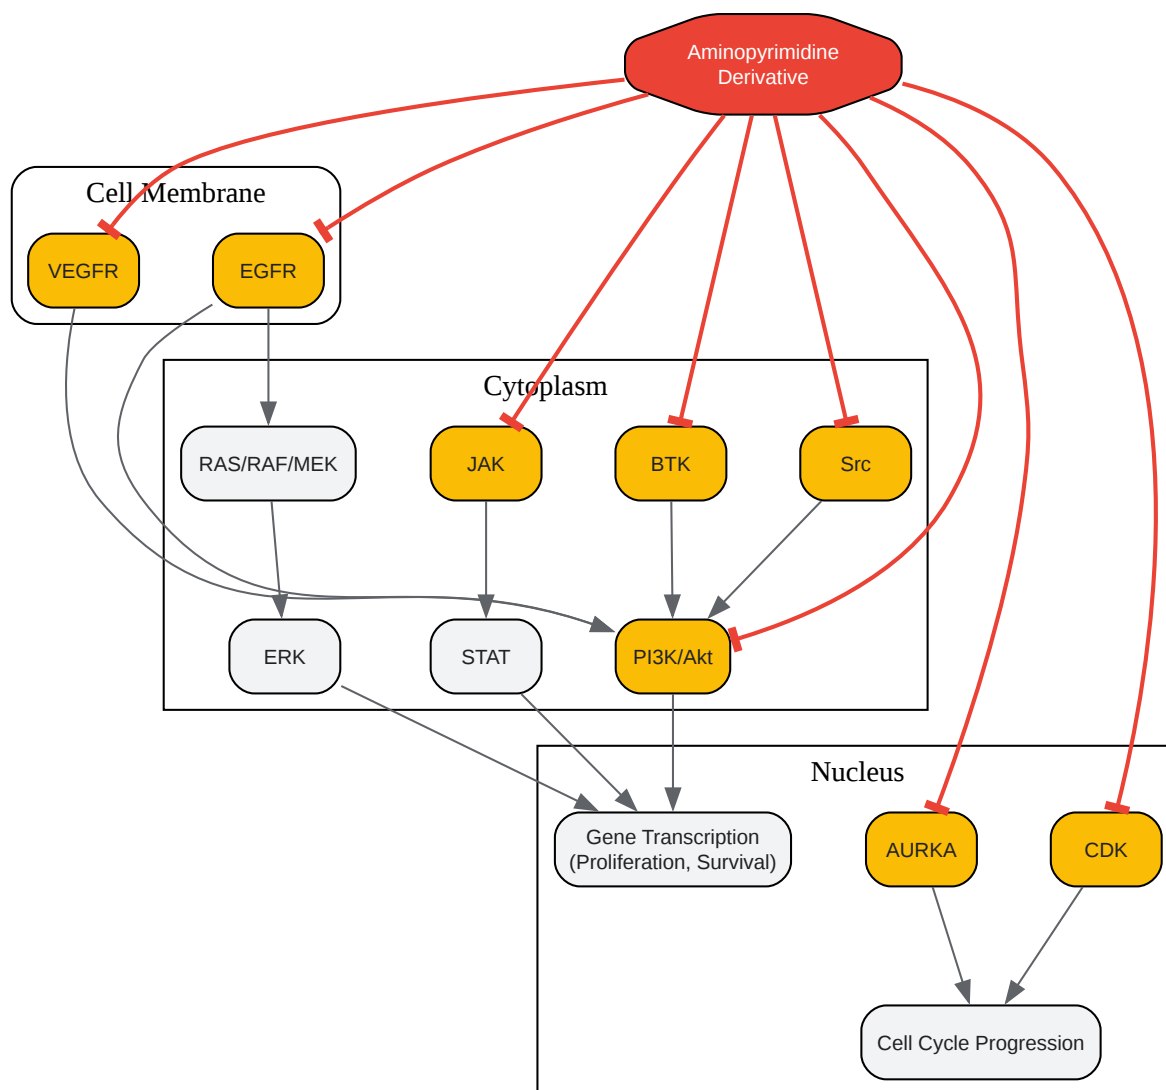 Aminopyrimidine
Derivative
Cell Membrane
VEGFR
EGFR
Cytoplasm
RAS/RAF/MEK
JAK
BTK
Src
ERK
STAT
PI3K/Akt
Nucleus
Gene Transcription
(Proliferation, Survival)
AURKA
CDK
Cell Cycle Progression